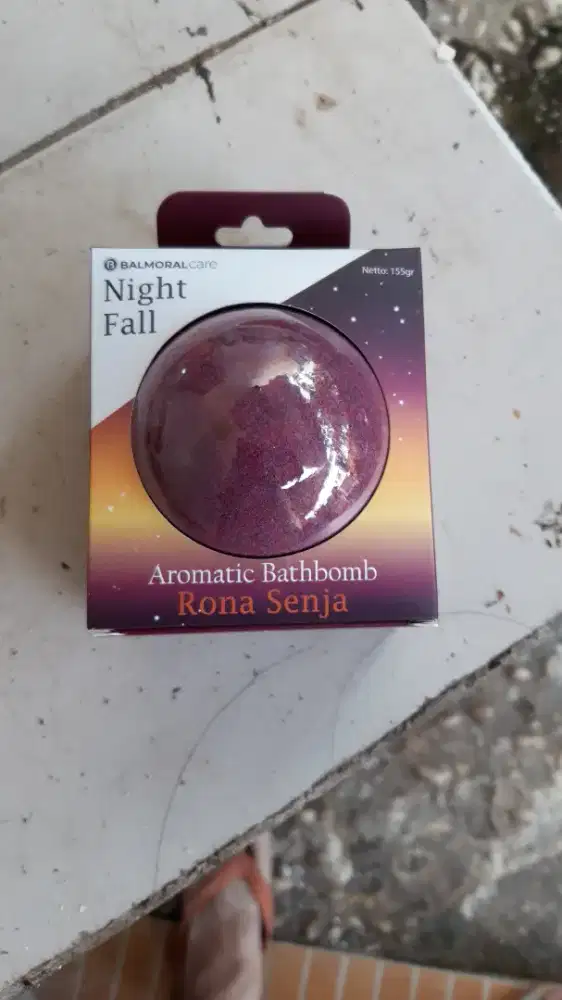 BALMORALcare
Night
Fall
Netto: 155gr
Aromatic Bathbomb
Rona Senja